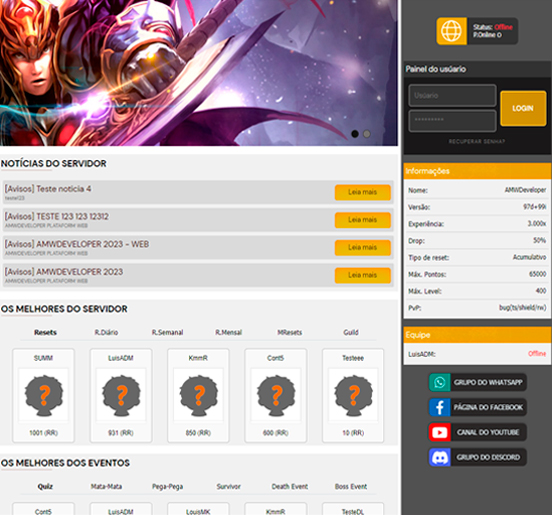 Status: Offline
P.Online 0
Painel do usúario
Usúario
*********
LOGIN
RECUPERAR SENHA?
NOTÍCIAS DO SERVIDOR
[Avisos] Teste noticia 4
teste123
Leia mais
[Avisos] TESTE 123 123 12312
AMWDEVELOPER PLATAFORM WEB
Leia mais
[Avisos] AMWDEVELOPER 2023 - WEB
AMWDEVELOPER PLATAFORM WEB
Leia mais
[Avisos] AMWDEVELOPER 2023
AMWDEVELOPER PLATAFORM WEB
Leia mais
Informações
Nome: AMWDeveloper
Versão: 97d+99i
Experiência: 3.000x
Drop: 50%
Tipo de reset: Acumulativo
Máx. Pontos: 65000
Máx. Level: 400
PvP: bug(ts/shield/rw)
Equipe
LuisADM: Offline
GRUPO DO WHATSAPP
PÁGINA DO FACEBOOK
CANAL DO YOUTUBE
GRUPO DO DISCORD
OS MELHORES DO SERVIDOR
Resets R.Diário R.Semanal R.Mensal MResets Guild
SUMM LuisADM KmmR Cont5 Testeee
? ? ? ? ?
1001 (RR) 931 (RR) 850 (RR) 600 (RR) 10 (RR)
OS MELHORES DOS EVENTOS
Quiz Mata-Mata Pega-Pega Survivor Death Event Boss Event
Cont5 LuisADM LouisMK KmmR TesteDL